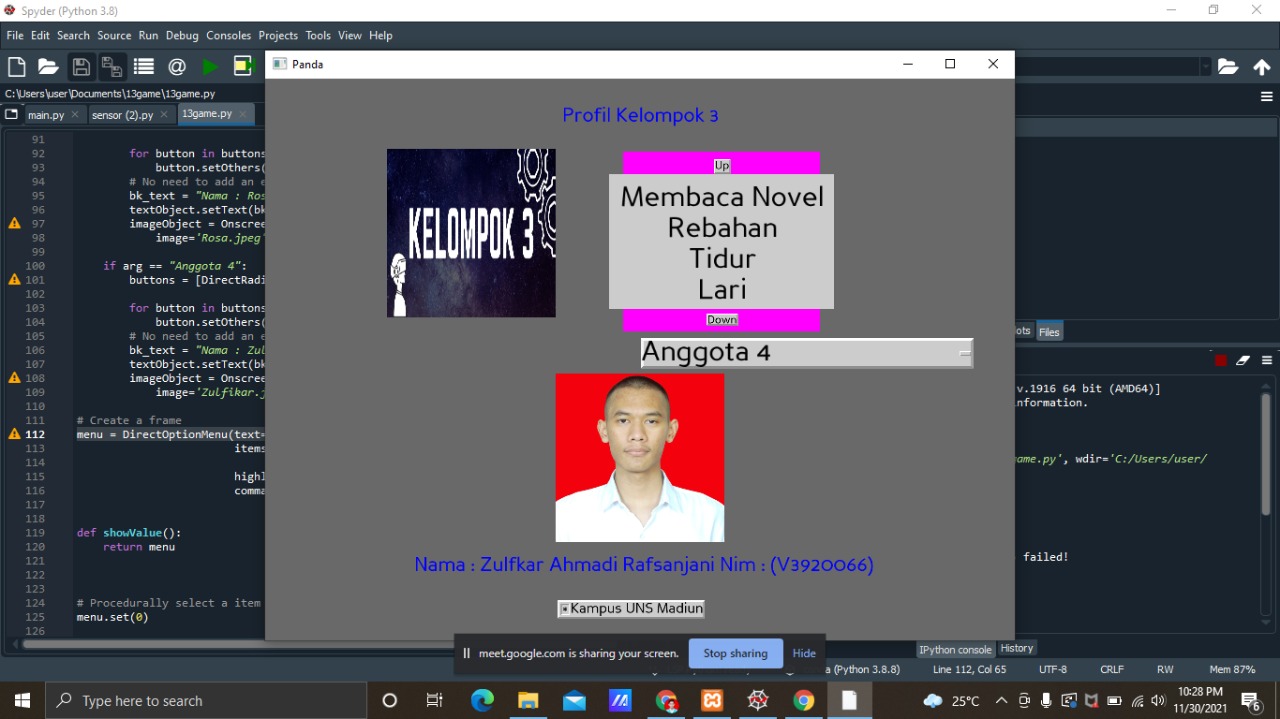 Spyder (Python 3.8)
File Edit Search Source Run Debug Consoles Projects Tools View Help
C:\Users\user\Documents\13game\13game.py
main.py sensor (2).py 13game.py
Panda
Profil Kelompok 3
KELOMPOK 3
Up
Membaca Novel
Rebahan
Tidur
Lari
Down
Anggota 4
Nama : Zulfkar Ahmadi Rafsanjani Nim : (V3920066)
Kampus UNS Madiun
91
92 for button in buttons
93 button.setOthers(
94 # No need to add an e
95 bk_text = "Nama : Ros
96 textObject.setText(bk
97 imageObject = Onscree
98 image='Rosa.jpeg'
99
100 if arg == "Anggota 4":
101 buttons = [DirectRadi
102
103 for button in buttons
104 button.setOthers(
105 # No need to add an e
106 bk_text = "Nama : Zul
107 textObject.setText(bk
108 imageObject = Onscree
109 image='Zulfikar.j
110
111 # Create a frame
112 menu = DirectOptionMenu(text=
113 items
114
115 highl
116 comma
117
118
119 def showValue():
120 return menu
121
122
123
124 # Procedurally select a item
125 menu.set(0)
126
ots Files
v.1916 64 bit (AMD64)]
nformation.
ame.py', wdir='C:/Users/user/
failed!
IPython console History
meet.google.com is sharing your screen. Stop sharing Hide
a (Python 3.8.8) Line 112, Col 65 UTF-8 CRLF RW Mem 87%
Type here to search
25°C
10:28 PM
11/30/2021
6